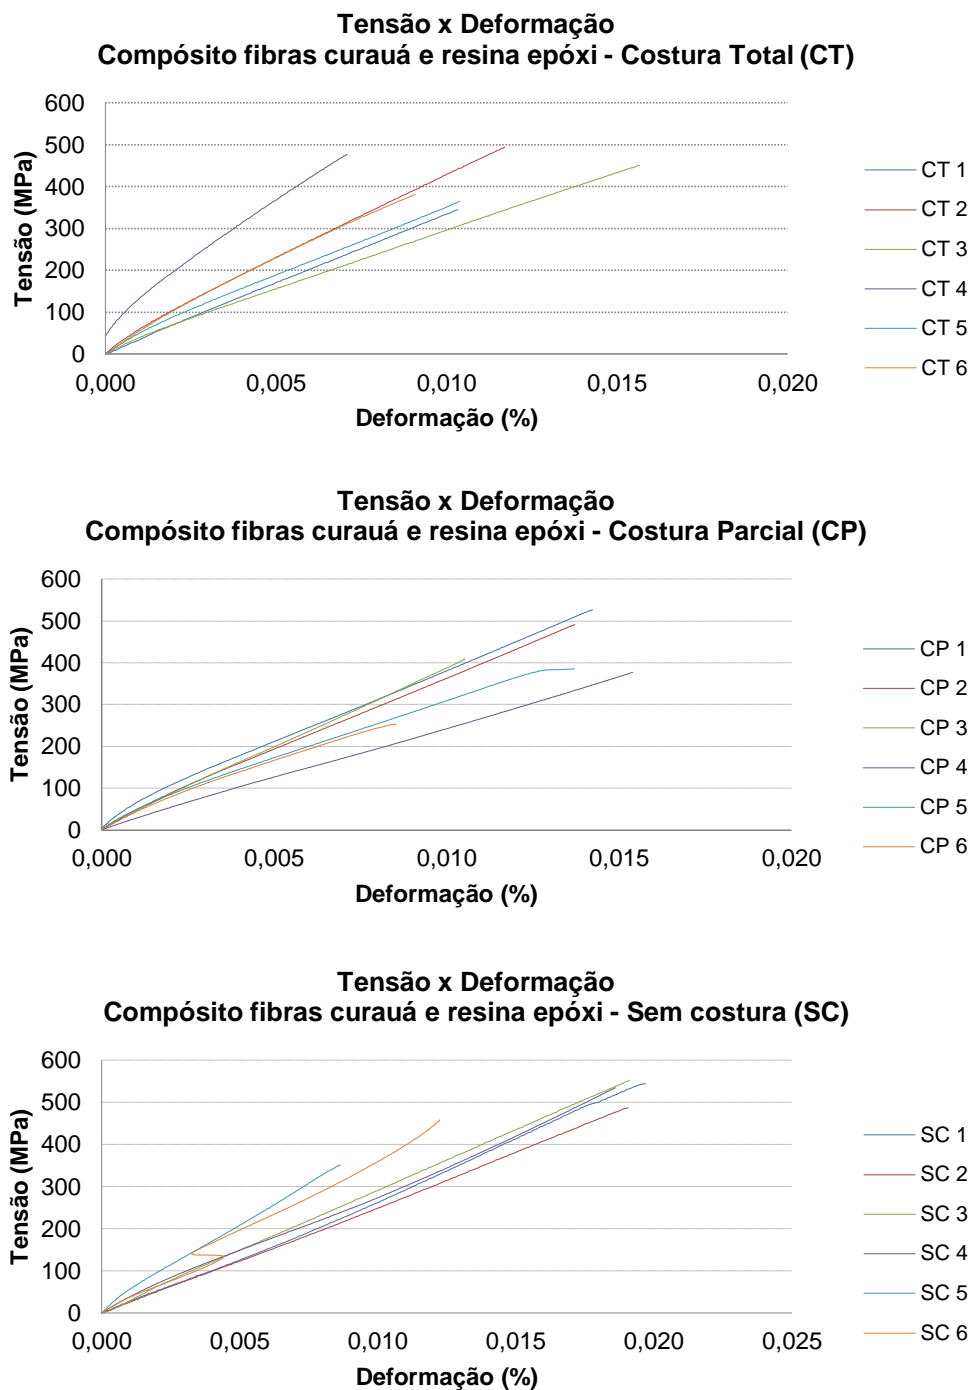 Tensão x Deformação
Compósito fibras curauá e resina epóxi - Costura Total (CT)
Tensão (MPa)
600
500
400
300
200
100
0
0,000 0,005 0,010 0,015 0,020
Deformação (%)
CT 1
CT 2
CT 3
CT 4
CT 5
CT 6
Tensão x Deformação
Compósito fibras curauá e resina epóxi - Costura Parcial (CP)
Tensão (MPa)
600
500
400
300
200
100
0
0,000 0,005 0,010 0,015 0,020
Deformação (%)
CP 1
CP 2
CP 3
CP 4
CP 5
CP 6
Tensão x Deformação
Compósito fibras curauá e resina epóxi - Sem costura (SC)
Tensão (MPa)
600
500
400
300
200
100
0
0,000 0,005 0,010 0,015 0,020 0,025
Deformação (%)
SC 1
SC 2
SC 3
SC 4
SC 5
SC 6